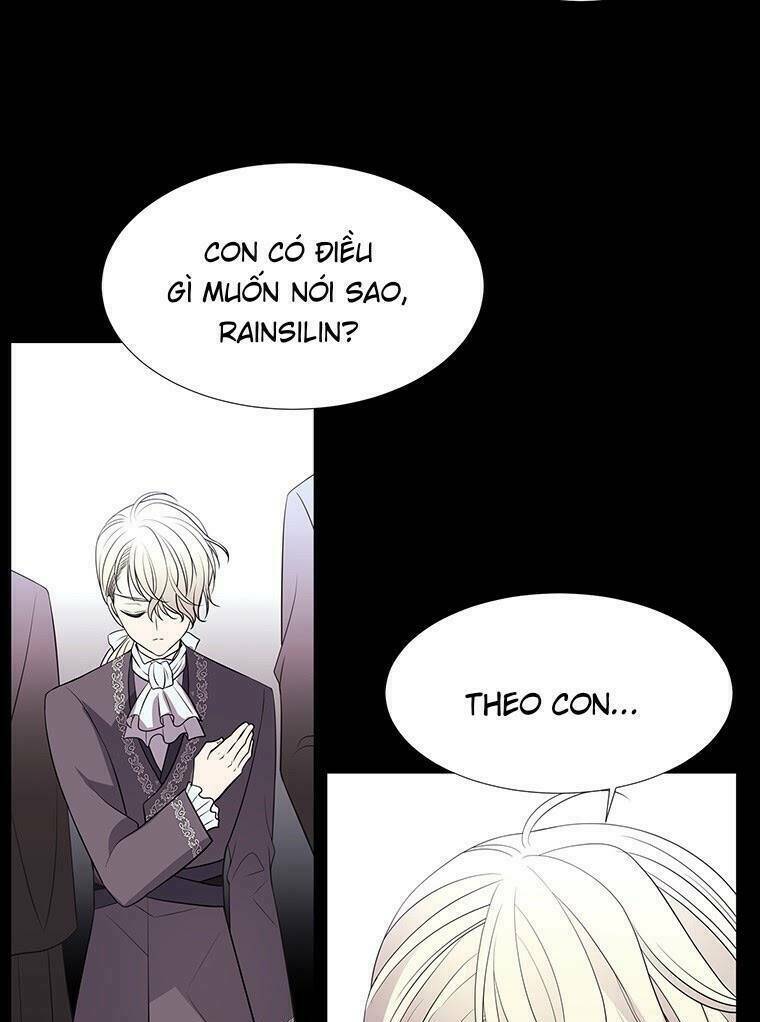 CON CÓ ĐIỀU
GÌ MUỐN NÓI SAO,
RAINSILIN?
THEO CON...